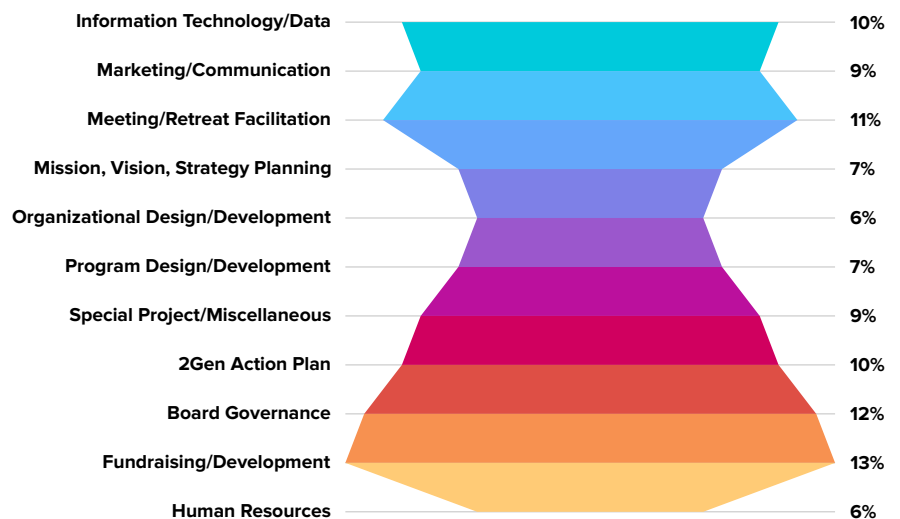 Information Technology/Data 10%
Marketing/Communication 9%
Meeting/Retreat Facilitation 11%
Mission, Vision, Strategy Planning 7%
Organizational Design/Development 6%
Program Design/Development 7%
Special Project/Miscellaneous 9%
2Gen Action Plan 10%
Board Governance 12%
Fundraising/Development 13%
Human Resources 6%